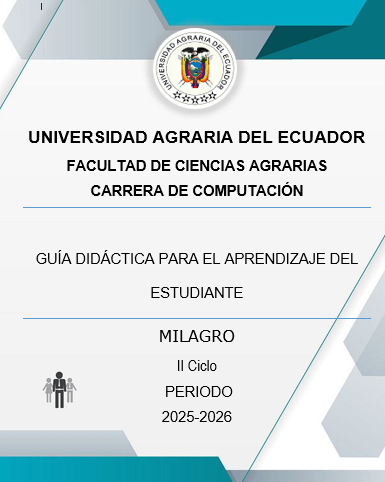 I
UNIVERSIDAD AGRARIA DEL ECUADOR
UNIVERSIDAD AGRARIA DEL ECUADOR
FACULTAD DE CIENCIAS AGRARIAS
CARRERA DE COMPUTACIÓN
GUÍA DIDÁCTICA PARA EL APRENDIZAJE DEL
ESTUDIANTE
MILAGRO
II Ciclo
PERIODO
2025-2026